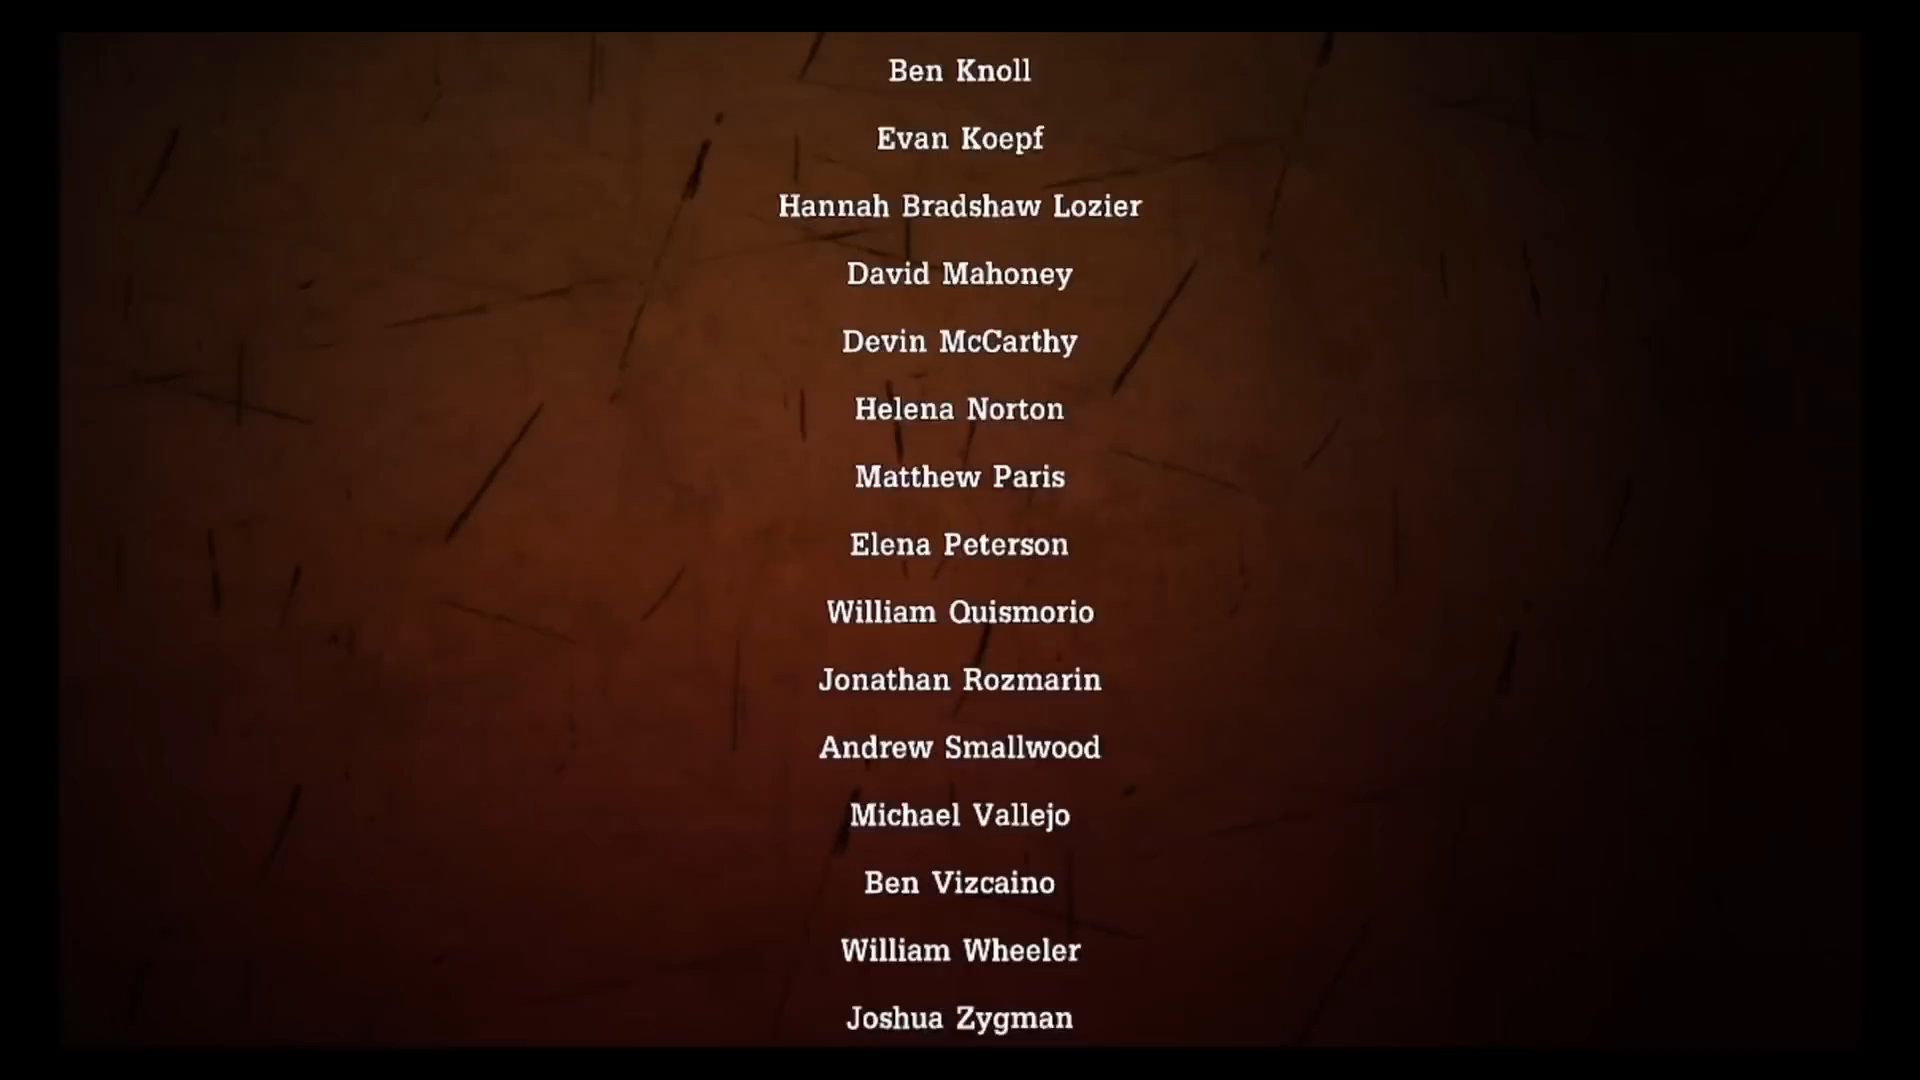 Ben Knoll
Evan Koepf
Hannah Bradshaw Lozier
David Mahoney
Devin McCarthy
Helena Norton
Matthew Paris
Elena Peterson
William Quismorio
Jonathan Rozmarin
Andrew Smallwood
Michael Vallejo
Ben Vizcaino
William Wheeler
Joshua Zygman